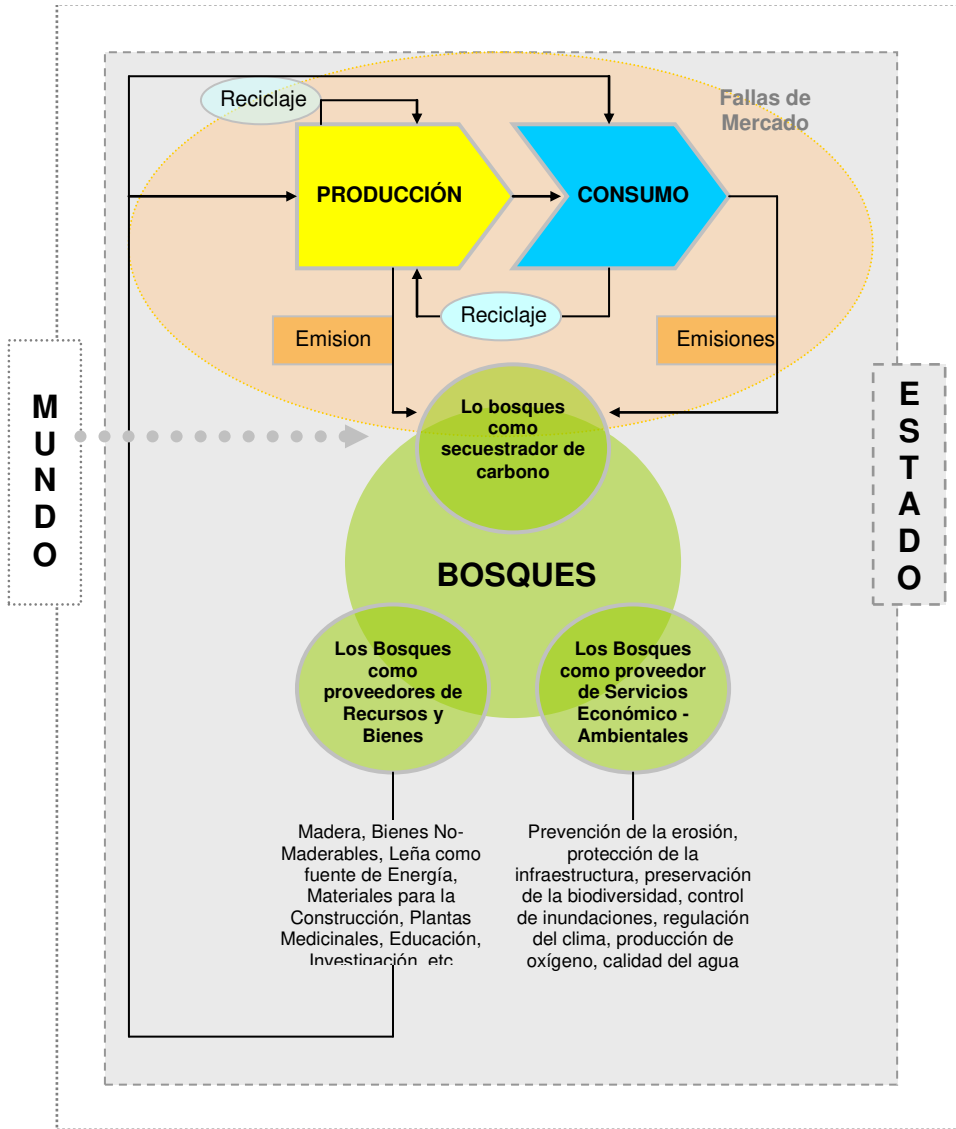 Reciclaje
Fallas de
Mercado
PRODUCCIÓN
CONSUMO
Reciclaje
Emision
Emisiones
M
U
N
D
O
E
S
T
A
D
O
Lo bosques
como
secuestrador de
carbono
BOSQUES
Los Bosques
como
proveedores de
Recursos y
Bienes
Los Bosques
como proveedor
de Servicios
Económico -
Ambientales
Madera, Bienes No-
Maderables, Leña como
fuente de Energía,
Materiales para la
Construcción, Plantas
Medicinales, Educación,
Investigación, etc
Prevención de la erosión,
protección de la
infraestructura, preservación
de la biodiversidad, control
de inundaciones, regulación
del clima, producción de
oxígeno, calidad del agua